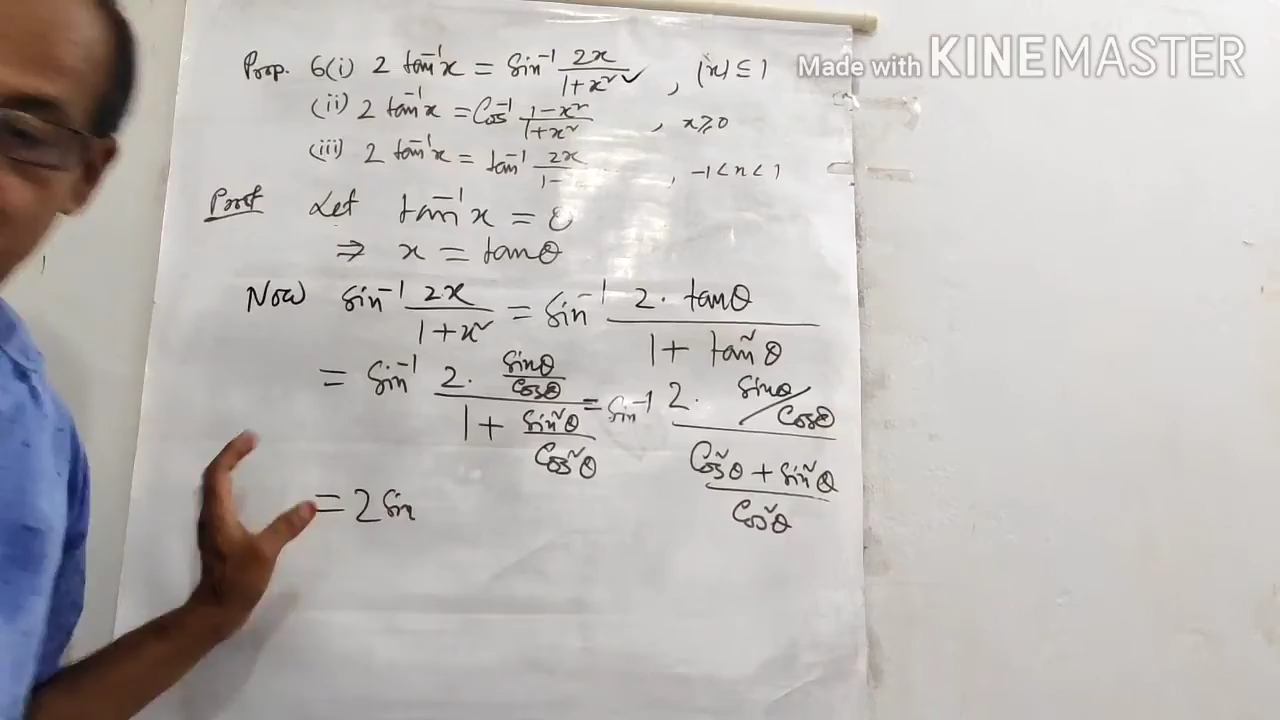 Prop. 6(i) 2 tan⁻¹x = Sin⁻¹ 2x/1+x² ✓, |x| ≤ 1
Made with KINEMASTER
(ii) 2 tan⁻¹x = Cos⁻¹ 1-x²/1+x², x≥0
(iii) 2 tan⁻¹x = tan⁻¹ 2x/1-, -1<x<1
Proof Let tan⁻¹x = θ
⇒ x = tanθ
Now Sin⁻¹ 2x/1+x² = Sin⁻¹ 2. tanθ/1+ tan²θ
= Sin⁻¹ 2. Sinθ/Cosθ/1+ Sin²θ/Cos²θ = Sin⁻¹ 2. Sinθ/Cosθ/Cos²θ + Sin²θ/Cos²θ
= 2 Sin